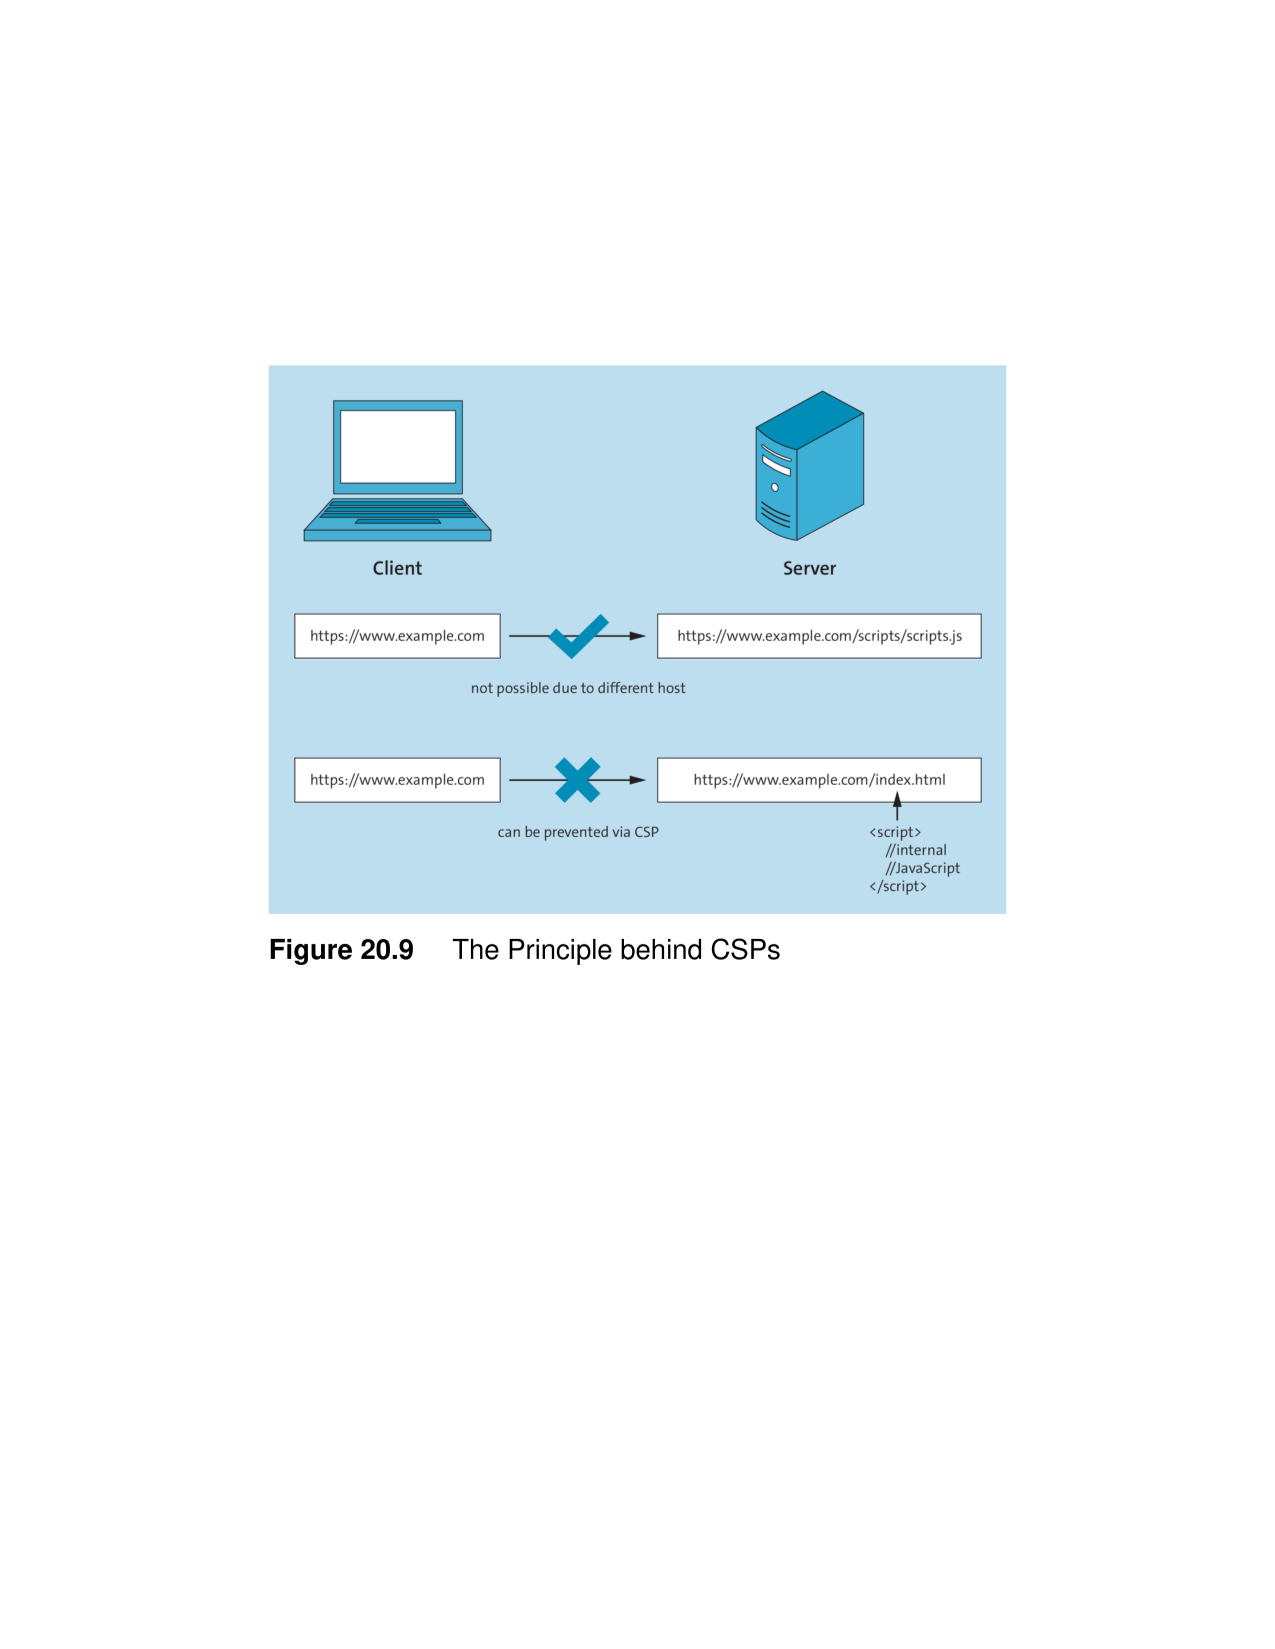 Client
Server
https://www.example.com
https://www.example.com/scripts/scripts.js
not possible due to different host
https://www.example.com
https://www.example.com/index.html
can be prevented via CSP
<script>
//internal
//JavaScript
</script>
Figure 20.9 The Principle behind CSPs